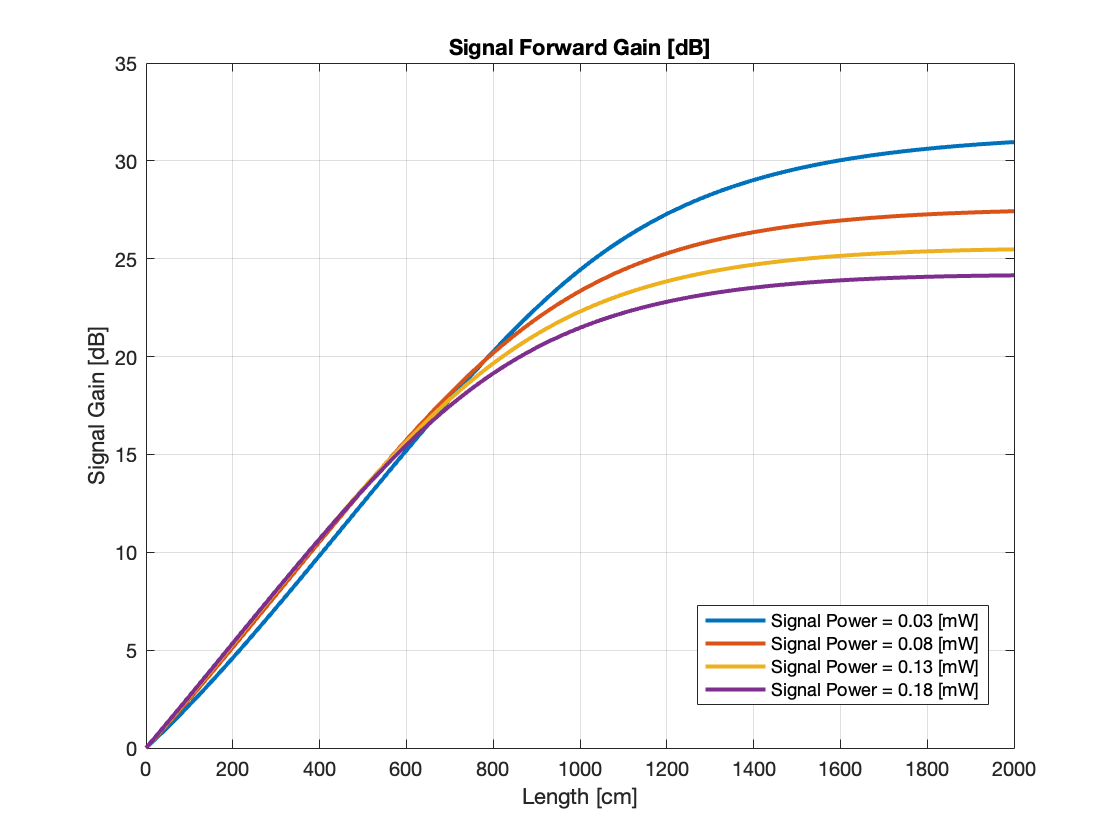 Signal Forward Gain [dB]
35
30
25
20
15
10
5
0
Signal Gain [dB]
Signal Power = 0.03 [mW]
Signal Power = 0.08 [mW]
Signal Power = 0.13 [mW]
Signal Power = 0.18 [mW]
0 200 400 600 800 1000 1200 1400 1600 1800 2000
Length [cm]